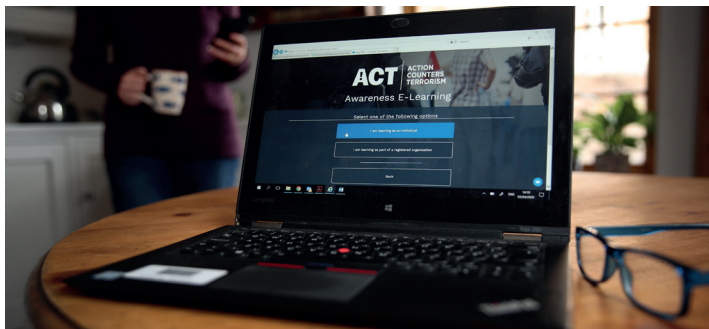 ACT
ACTION
COUNTERS
TERRORISM
Awareness E-Learning
Select one of the following options
I am learning as an individual
I am learning as part of a registered organisation
Back
ENG